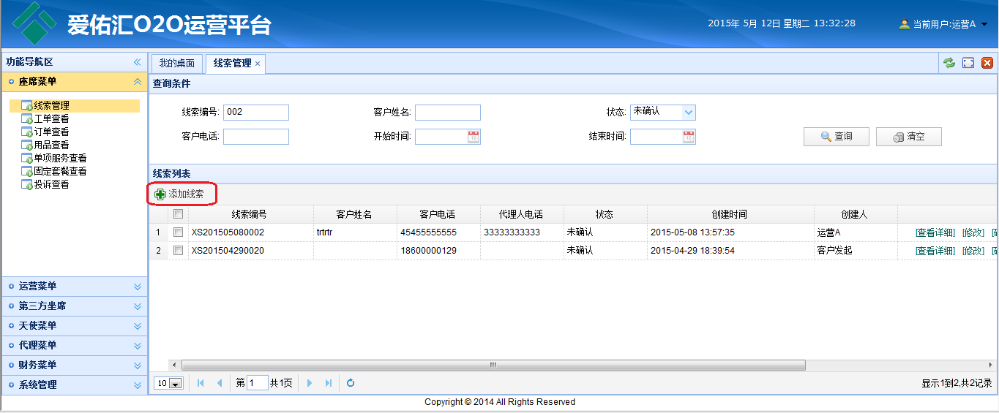 爱佑汇O2O运营平台
2015年 5月 12日 星期二 13:32:28
当前用户:运营A
功能导航区
座席菜单
线索管理
工单查看
订单查看
用品查看
单项服务查看
固定套餐查看
投诉查看
运营菜单
第三方坐席
天使菜单
代理菜单
财务菜单
系统管理
我的桌面 线索管理
查询条件
线索编号: 002 客户姓名: 状态: 未确认
客户电话: 开始时间: 结束时间: 查询 清空
线索列表
添加线索
线索编号 客户姓名 客户电话 代理人电话 状态 创建时间 创建人
1 XS201505080002 trtrtr 45455555555 33333333333 未确认 2015-05-08 13:57:35 运营A [查看详细] [修改]
2 XS201504290020 18600000129 未确认 2015-04-29 18:39:54 客户发起 [查看详细] [修改]
10 第 1 共1页 显示1到2,共2记录
Copyright © 2014 All Rights Reserved